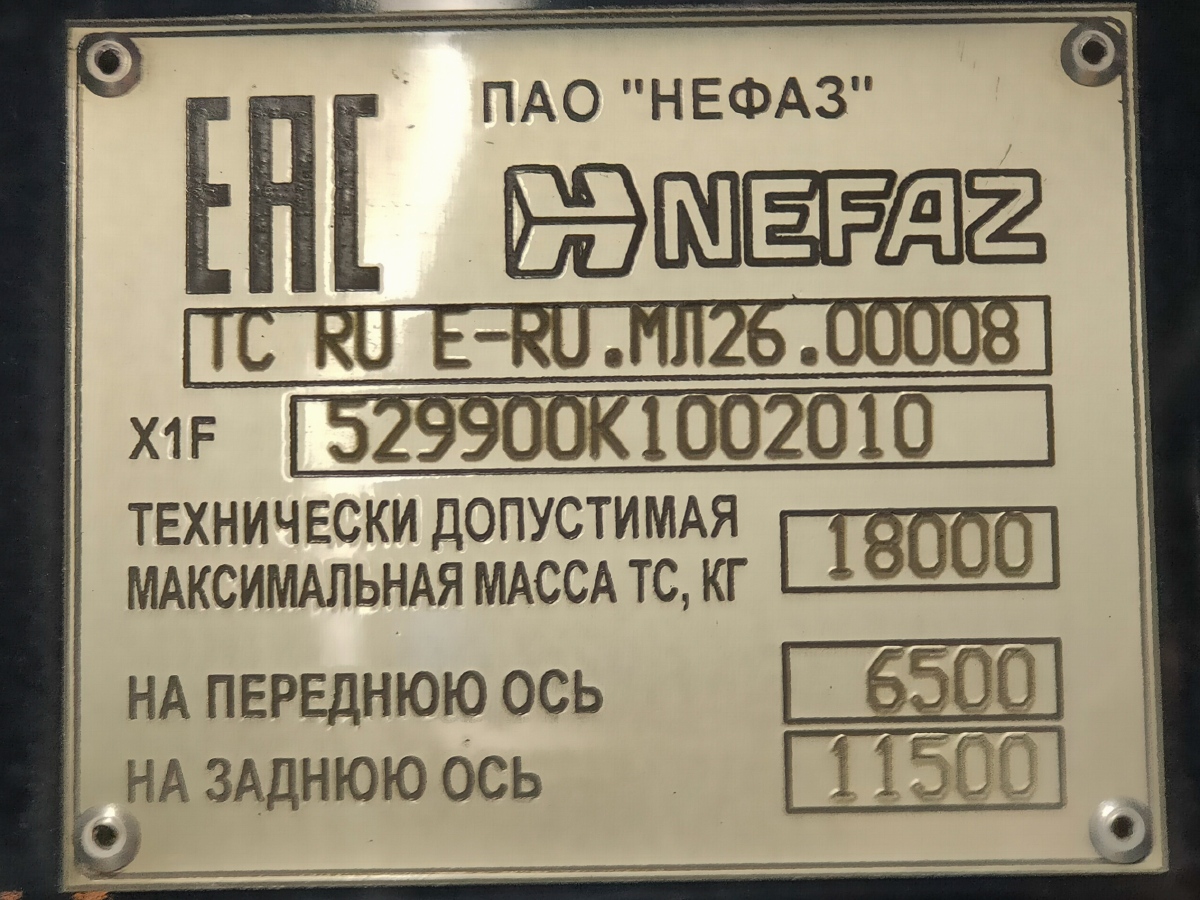 ЕАС
ПАО "НЕФАЗ"
NEFAZ
ТС RU E-RU.МЛ26.00008
X1F 529900K1002010
ТЕХНИЧЕСКИ ДОПУСТИМАЯ
МАКСИМАЛЬНАЯ МАССА ТС, КГ 18000
НА ПЕРЕДНЮЮ ОСЬ 6500
НА ЗАДНЮЮ ОСЬ 11500